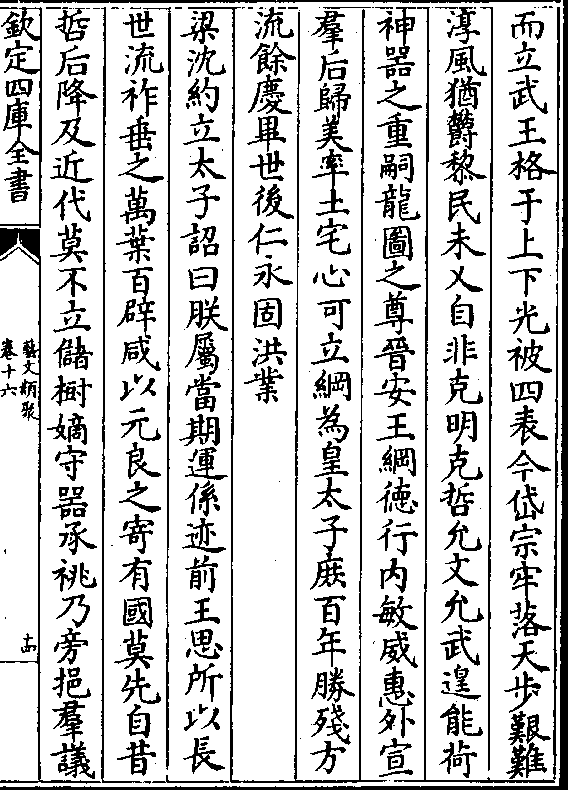 而立武王格于上下光被四表今岱宗牢落天步艱難
淳風猶欝黎民未乂自非克明克哲允文允武遑能荷
神器之重嗣龍圖之尊晉安王綱德行内敏威惠外宣
羣后歸美率土宅心可立綱為皇太子庶百年勝殘方
流餘慶畢世後仁永固洪業
梁沈約立太子詔曰朕屬當期運係迹前王思所以長
世流祚垂之萬葉百辟咸以元良之寄有國莫先自昔
哲后降及近代莫不立儲樹嫡守器承祧乃旁挹羣議
欽定四庫全書
藝文類聚
卷十六
十四